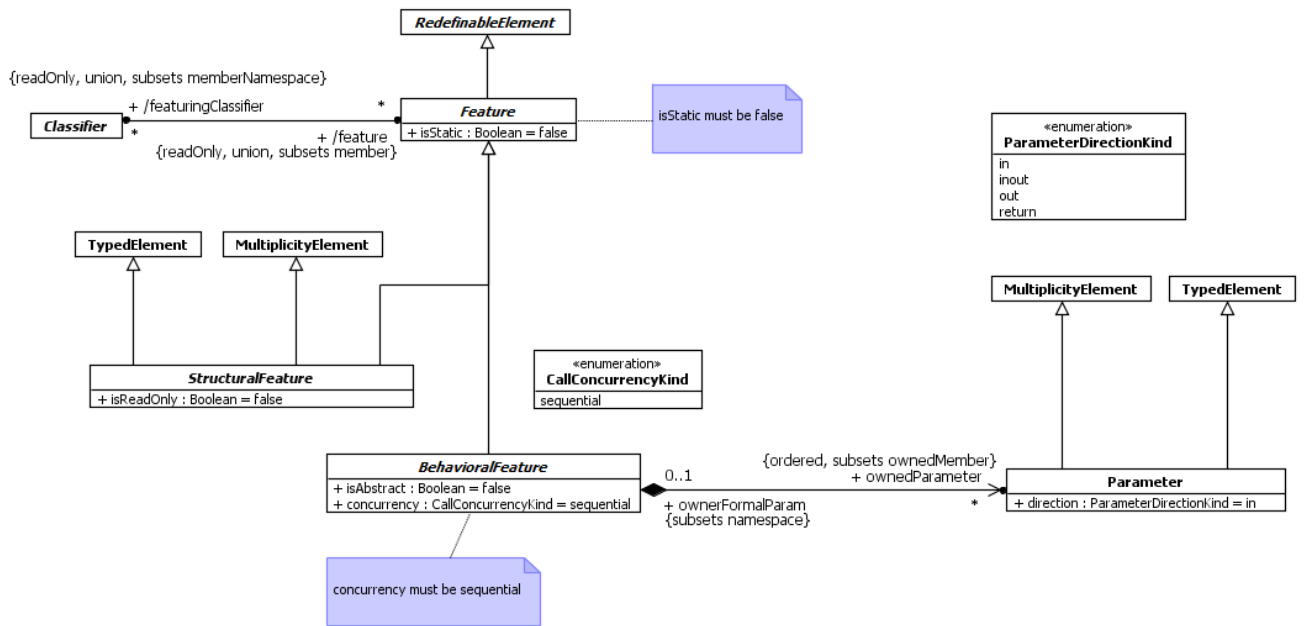 RedefinableElement
{readOnly, union, subsets memberNamespace}
+ /featuringClassifier
*
Feature
+ isStatic : Boolean = false
Classifier
*
+ /feature
{readOnly, union, subsets member}
isStatic must be false
«enumeration»
ParameterDirectionKind
in
inout
out
return
TypedElement
MultiplicityElement
MultiplicityElement
TypedElement
StructuralFeature
+ isReadOnly : Boolean = false
«enumeration»
CallConcurrencyKind
sequential
BehavioralFeature
+ isAbstract : Boolean = false
+ concurrency : CallConcurrencyKind = sequential
0..1
+ ownerFormalParam
{subsets namespace}
{ordered, subsets ownedMember}
+ ownedParameter
*
Parameter
+ direction : ParameterDirectionKind = in
concurrency must be sequential